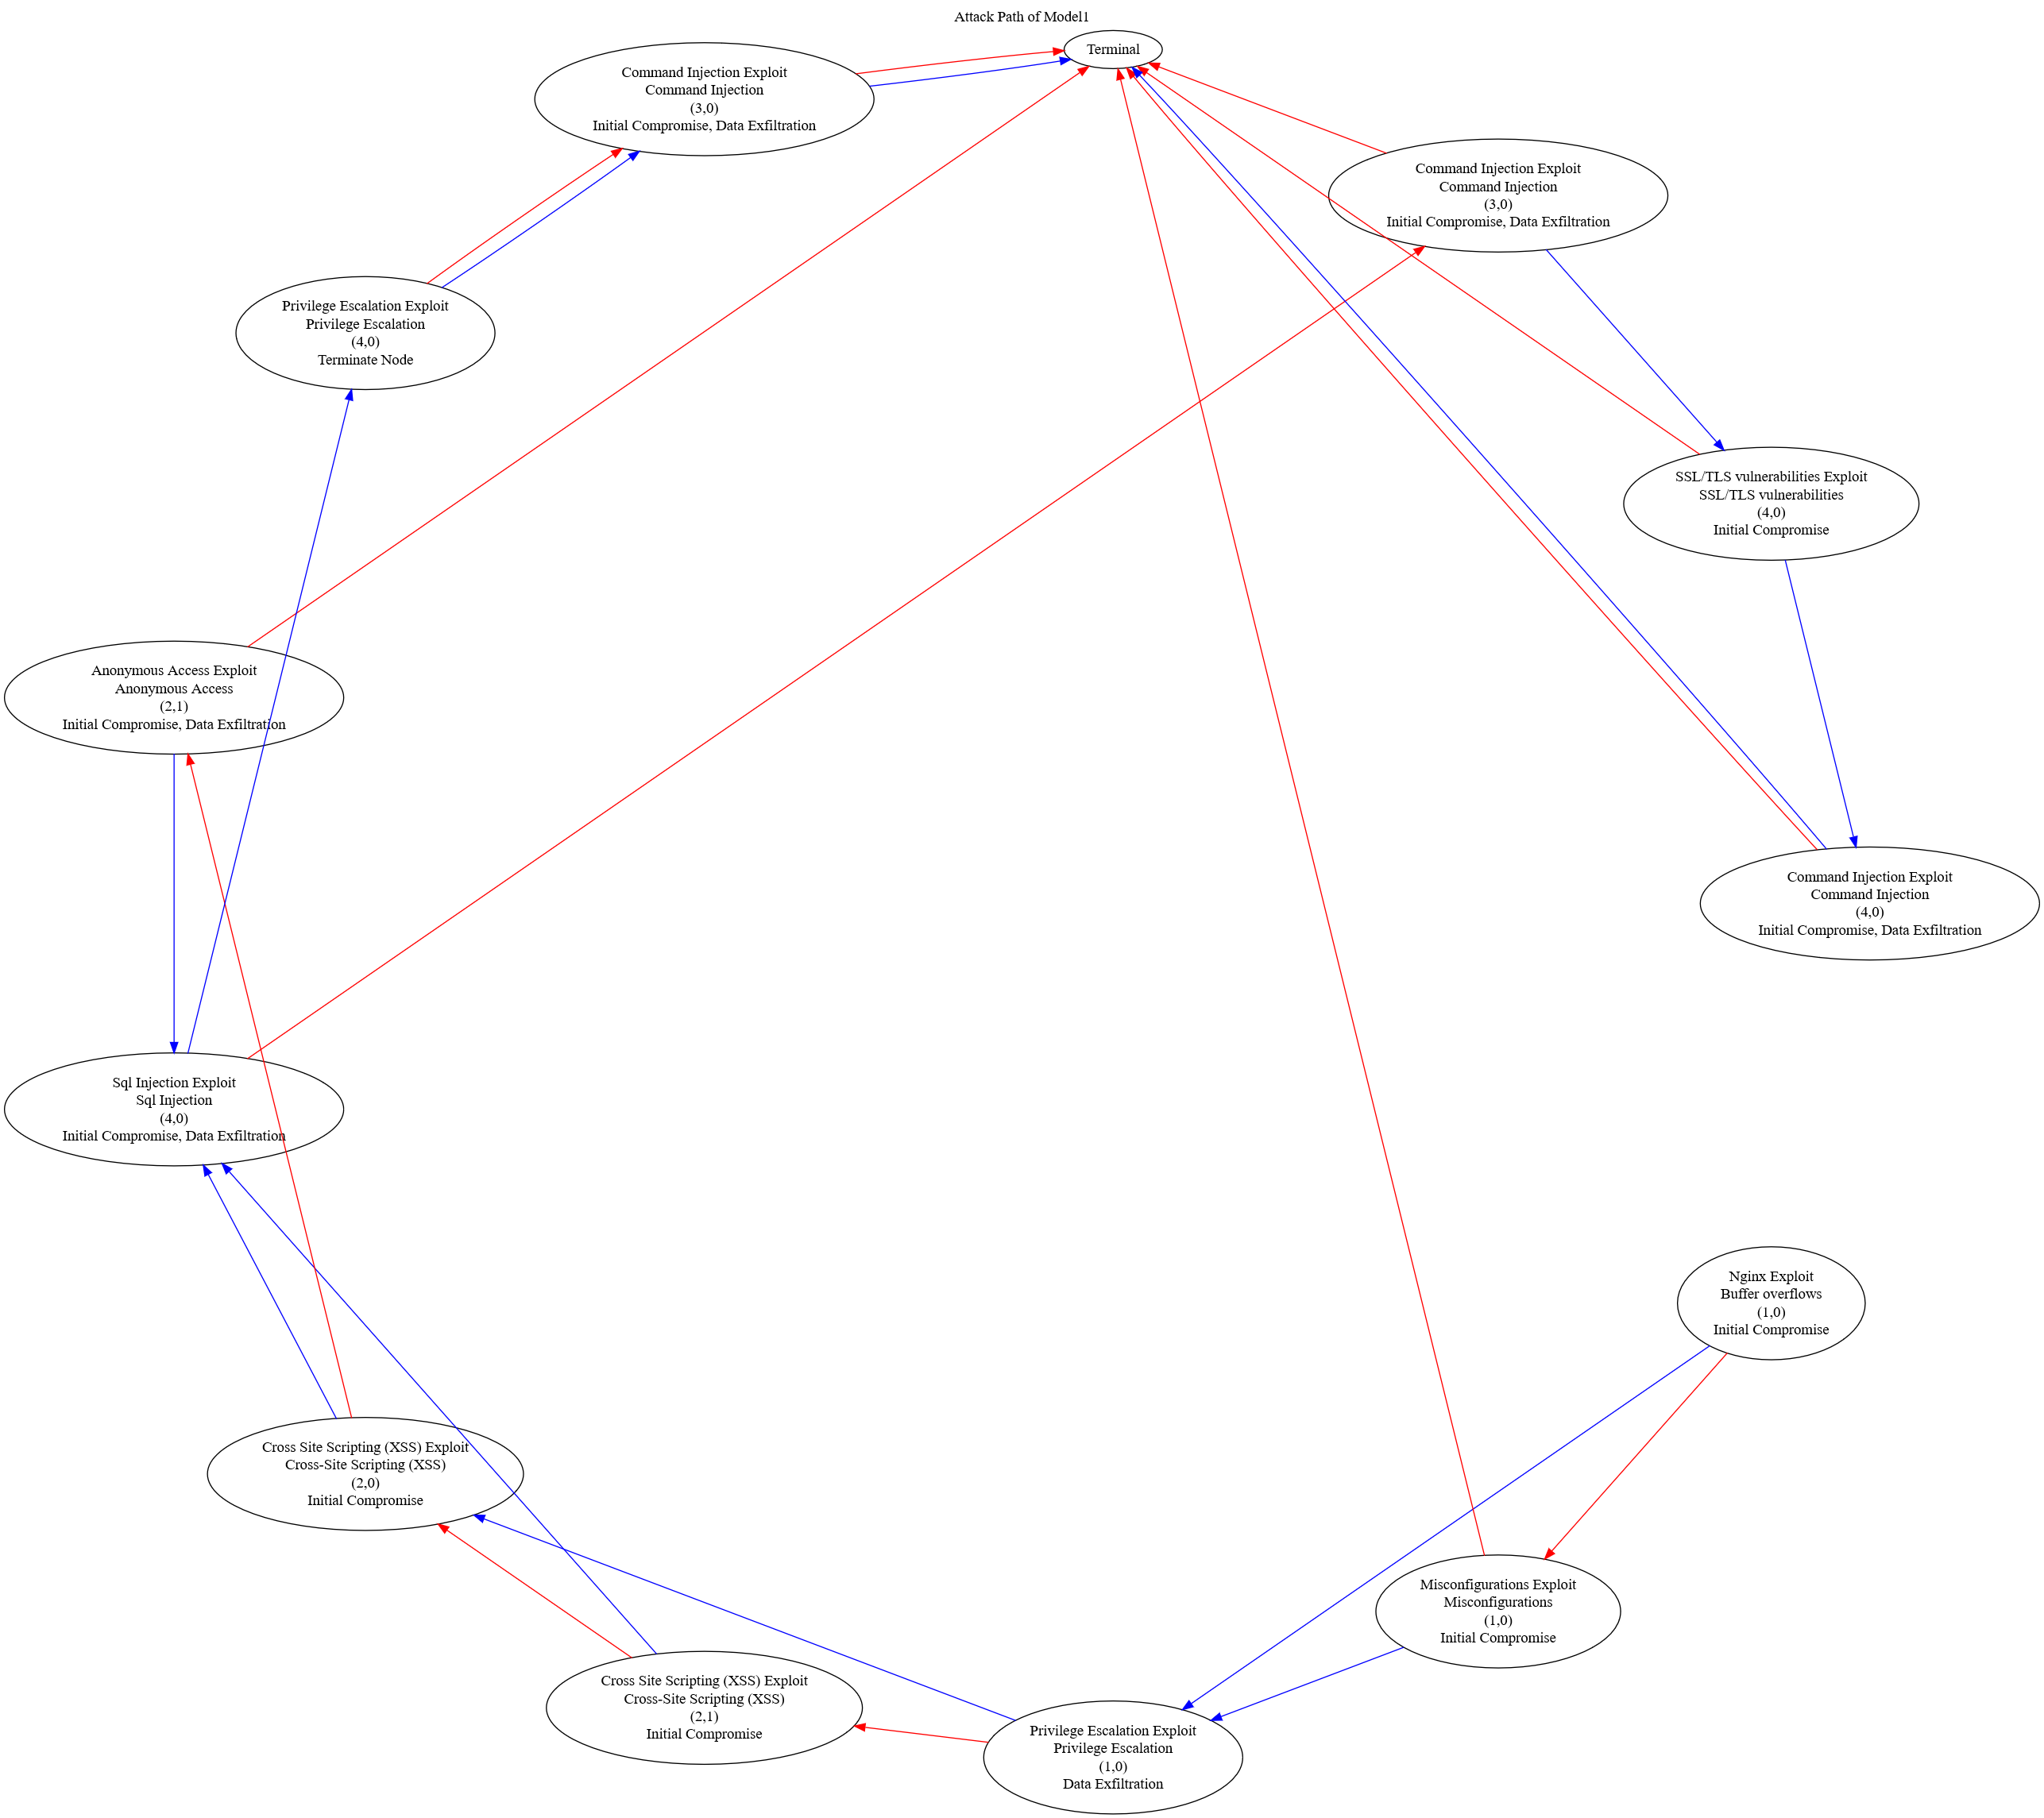 Attack Path of Model1
Terminal
Command Injection Exploit
Command Injection
(3,0)
Initial Compromise, Data Exfiltration
Command Injection Exploit
Command Injection
(3,0)
Initial Compromise, Data Exfiltration
Privilege Escalation Exploit
Privilege Escalation
(4,0)
Terminate Node
SSL/TLS vulnerabilities Exploit
SSL/TLS vulnerabilities
(4,0)
Initial Compromise
Anonymous Access Exploit
Anonymous Access
(2,1)
Initial Compromise, Data Exfiltration
Command Injection Exploit
Command Injection
(4,0)
Initial Compromise, Data Exfiltration
Sql Injection Exploit
Sql Injection
(4,0)
Initial Compromise, Data Exfiltration
Nginx Exploit
Buffer overflows
(1,0)
Initial Compromise
Cross Site Scripting (XSS) Exploit
Cross-Site Scripting (XSS)
(2,0)
Initial Compromise
Misconfigurations Exploit
Misconfigurations
(1,0)
Initial Compromise
Cross Site Scripting (XSS) Exploit
Cross-Site Scripting (XSS)
(2,1)
Initial Compromise
Privilege Escalation Exploit
Privilege Escalation
(1,0)
Data Exfiltration